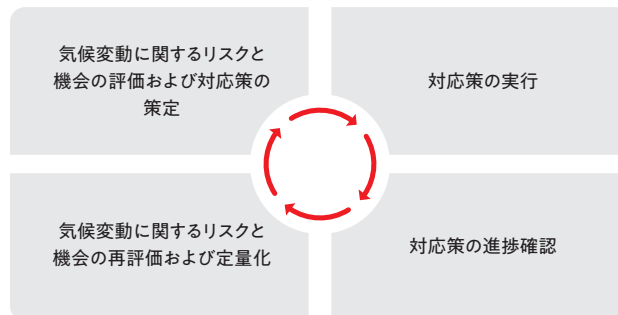 気候変動に関するリスクと
機会の評価および対応策の
策定
対応策の実行
気候変動に関するリスクと
機会の再評価および定量化
対応策の進捗確認